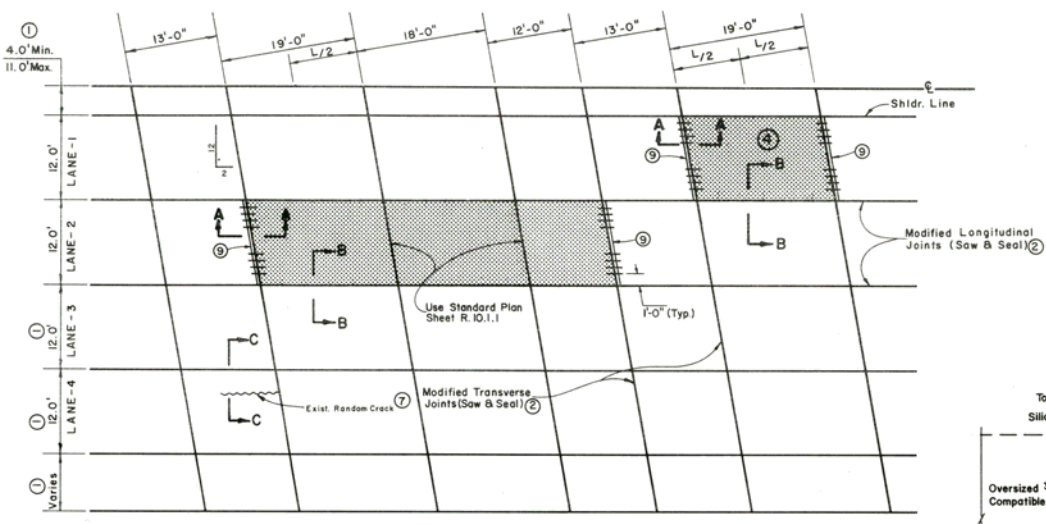 ①
4.0' Min.
11.0' Max.
13'-0"
19'-0"
L/2
18'-0"
12'-0"
13'-0"
19'-0"
L/2
L/2
℄
Shldr. Line
12.0'
LANE-1
12
2
A
A
④
⑨
⑨
B
B
12.0'
LANE-2
A
A
⑨
B
B
⑨
Modified Longitudinal
Joints (Saw & Seal) ②
Use Standard Plan
Sheet R.10.1.1
1'-0" (Typ.)
①
12.0'
LANE-3
C
C
①
12.0'
LANE-4
Exist. Random Crack ⑦
Modified Transverse
Joints (Saw & Seal) ②
①
Varies
Oversized
Compatible